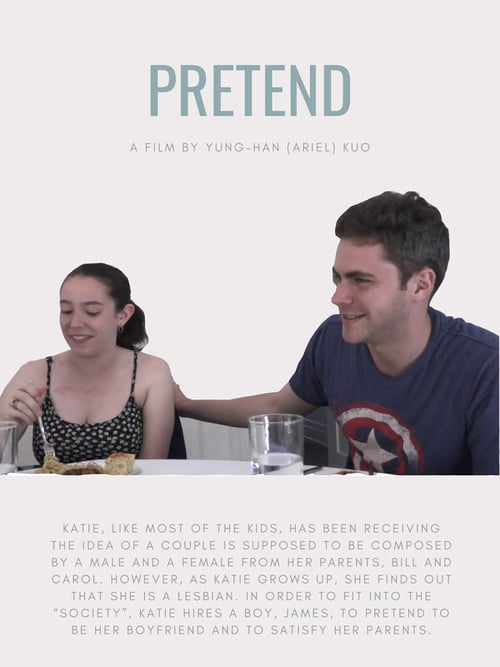 PRETEND
A FILM BY YUNG-HAN (ARIEL) KUO
KATIE, LIKE MOST OF THE KIDS, HAS BEEN RECEIVING
THE IDEA OF A COUPLE IS SUPPOSED TO BE COMPOSED
BY A MALE AND A FEMALE FROM HER PARENTS, BILL AND
CAROL. HOWEVER, AS KATIE GROWS UP, SHE FINDS OUT
THAT SHE IS A LESBIAN. IN ORDER TO FIT INTO THE
“SOCIETY”, KATIE HIRES A BOY, JAMES, TO PRETEND TO
BE HER BOYFRIEND AND TO SATISFY HER PARENTS.